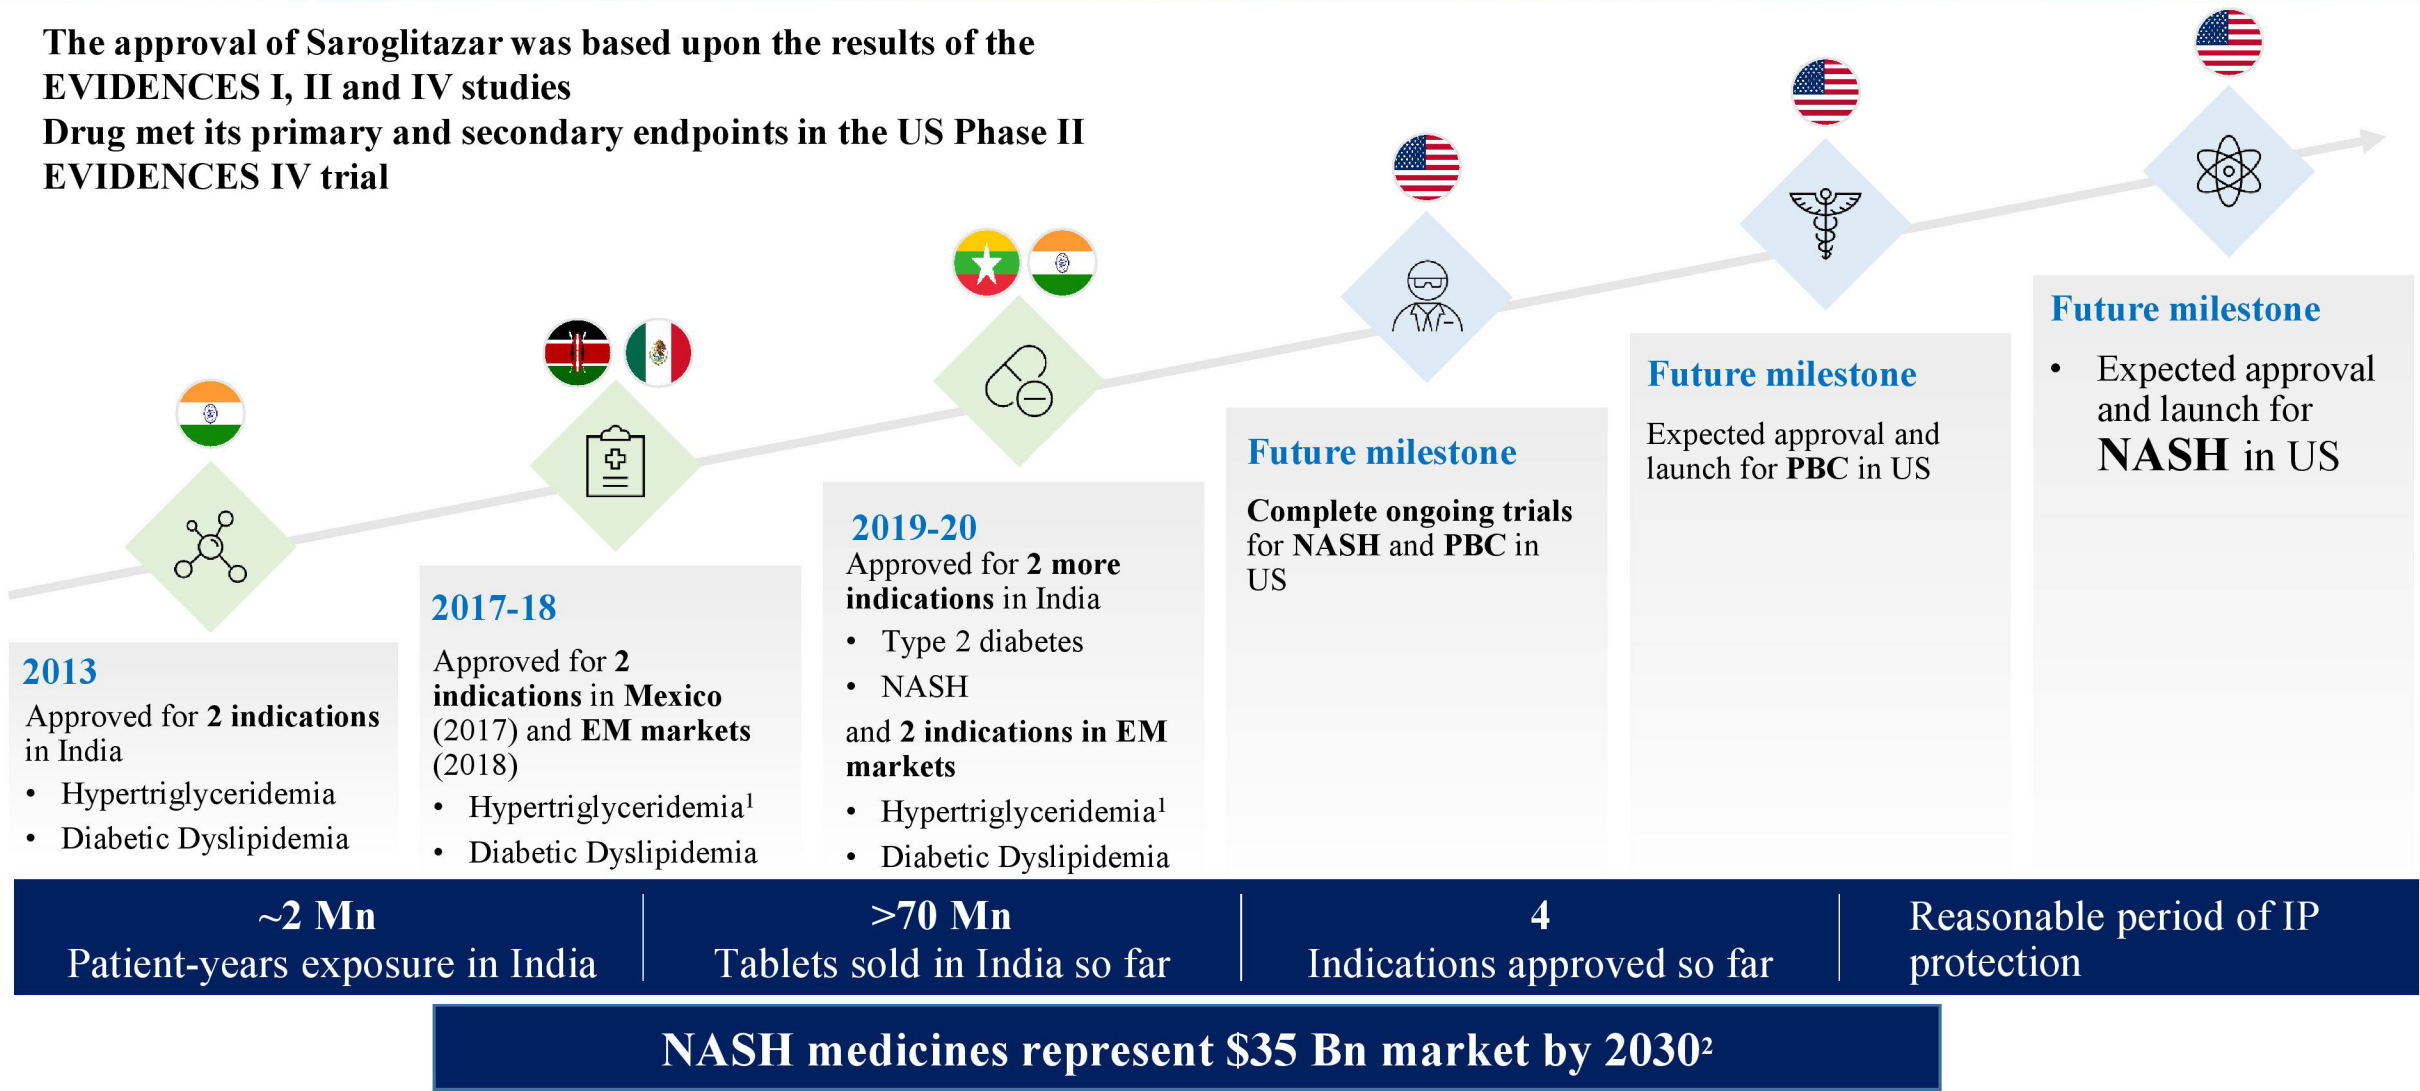 The approval of Saroglitazar was based upon the results of the
EVIDENCES I, II and IV studies
Drug met its primary and secondary endpoints in the US Phase II
EVIDENCES IV trial
2013
Approved for 2 indications
in India
• Hypertriglyceridemia
• Diabetic Dyslipidemia
2017-18
Approved for 2
indications in Mexico
(2017) and EM markets
(2018)
• Hypertriglyceridemia¹
• Diabetic Dyslipidemia
2019-20
Approved for 2 more
indications in India
• Type 2 diabetes
• NASH
and 2 indications in EM
markets
• Hypertriglyceridemia¹
• Diabetic Dyslipidemia
Future milestone
Complete ongoing trials
for NASH and PBC in
US
Future milestone
Expected approval and
launch for PBC in US
Future milestone
• Expected approval
and launch for
NASH in US
~2 Mn
Patient-years exposure in India
>70 Mn
Tablets sold in India so far
4
Indications approved so far
Reasonable period of IP
protection
NASH medicines represent $35 Bn market by 2030²